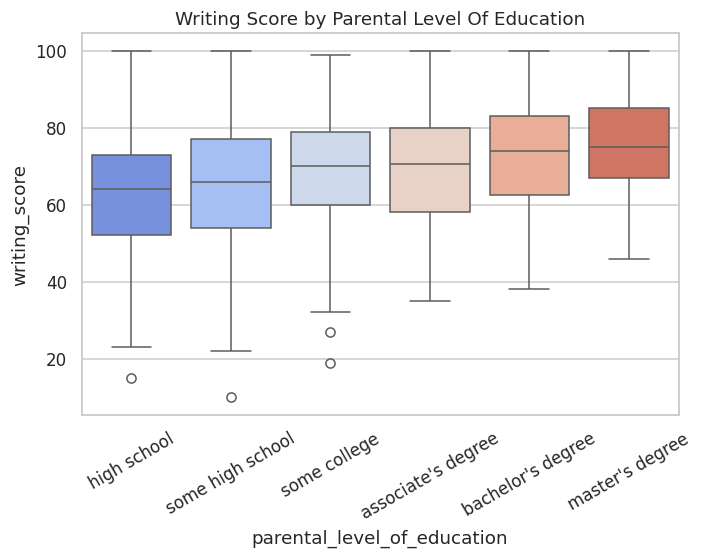 Writing Score by Parental Level Of Education
100
80
60
40
20
writing_score
high school
some high school
some college
associate's degree
bachelor's degree
master's degree
parental_level_of_education